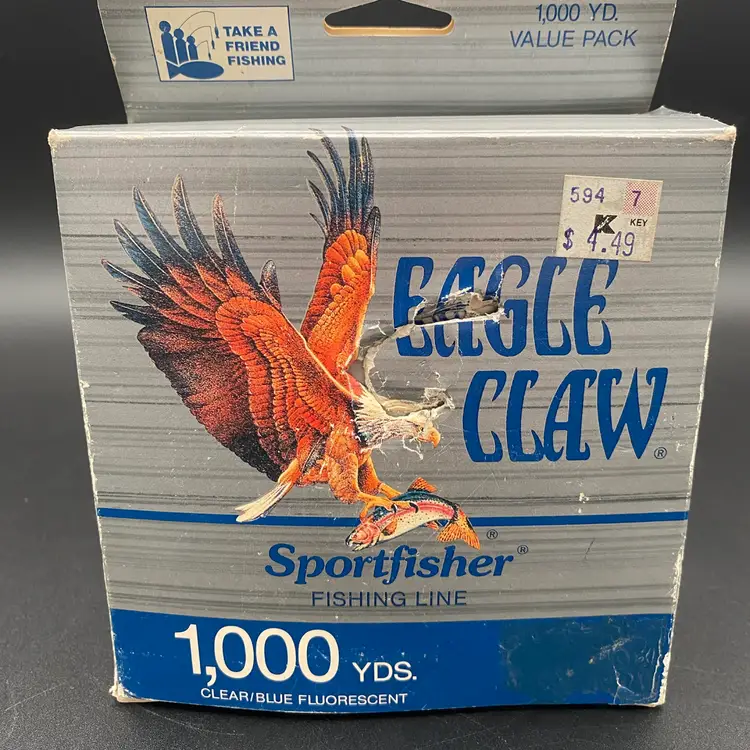 TAKE A
FRIEND
FISHING
1,000 YD.
VALUE PACK
594 7
K KEY
$ 4.49
EAGLE
CLAW®
®
Sportfisher®
FISHING LINE
1,000 YDS.
CLEAR/BLUE FLUORESCENT